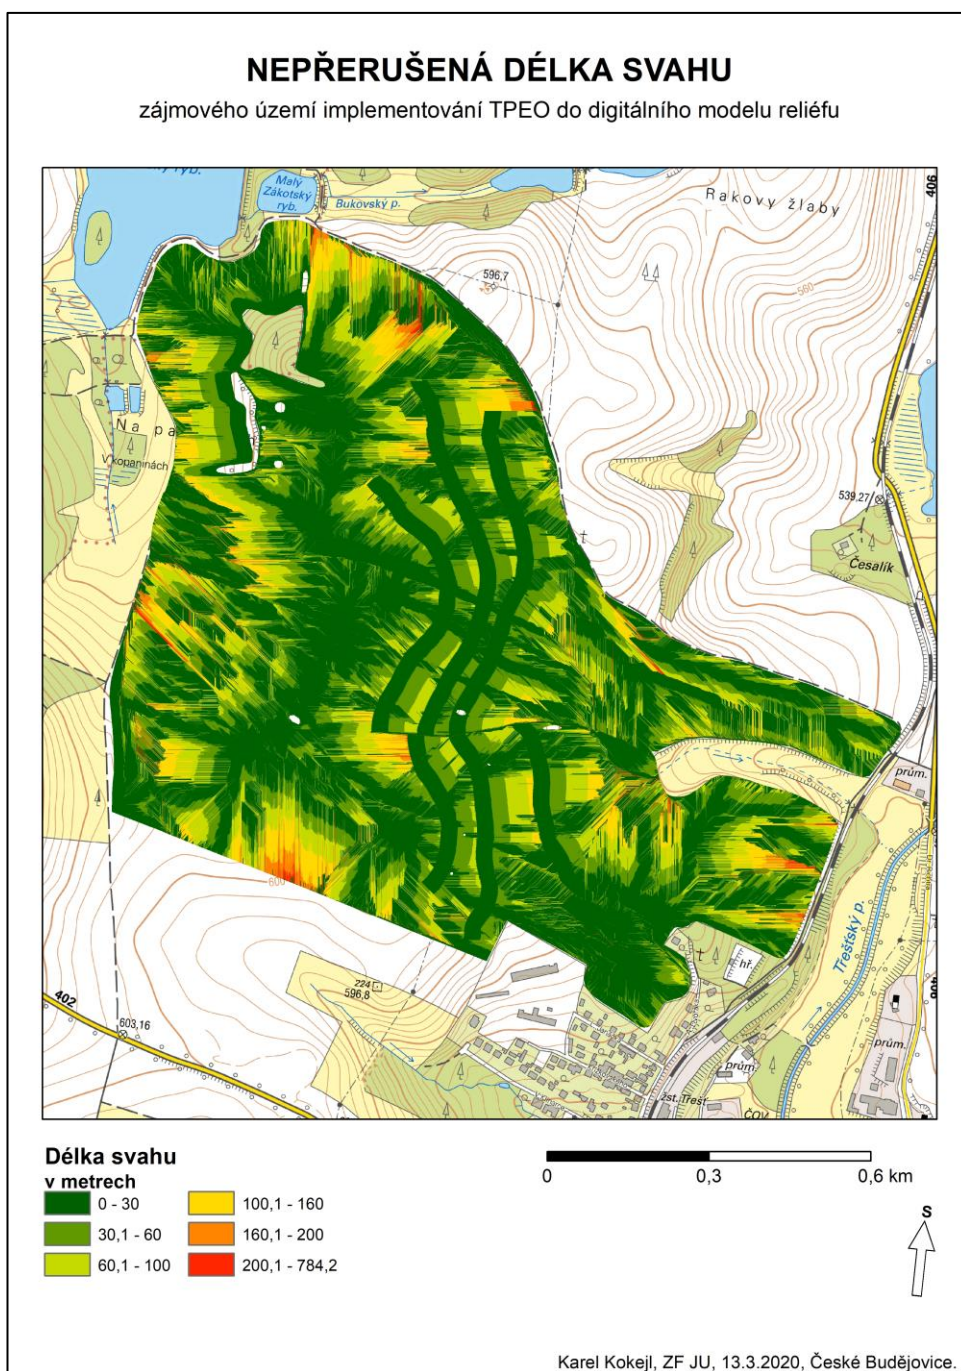 NEPŘERUŠENÁ DÉLKA SVAHU
zájmového území implementování TPEO do digitálního modelu reliéfu
ryb.
Malý
Zákotský
ryb.
Bukovský p.
Rakovy žlaby
406
596,7
560
Na pa
V kopaninách
539,27
Česalík
prům.
600
Třešťský p.
hř.
224
596,8
402
603,16
406
prům.
prům.
žst. Třešť
ČOV
Délka svahu
v metrech
0 - 30
30,1 - 60
60,1 - 100
100,1 - 160
160,1 - 200
200,1 - 784,2
0
0,3
0,6 km
S
Karel Kokejl, ZF JU, 13.3.2020, České Budějovice.